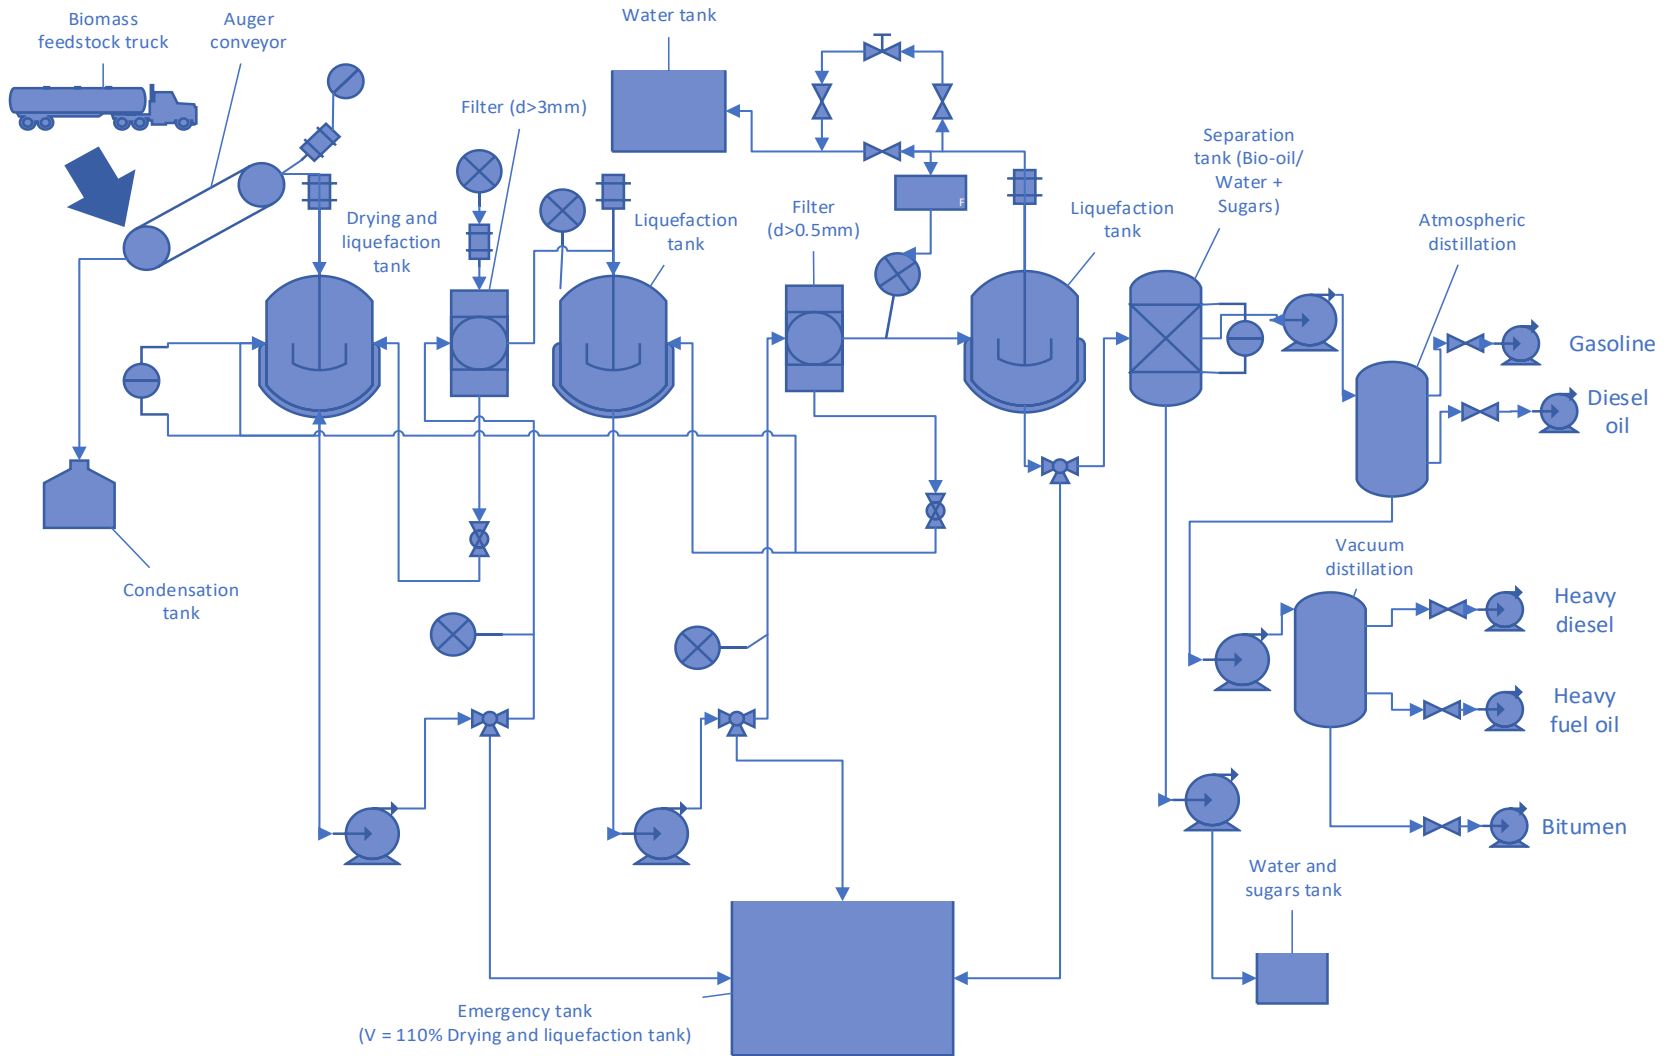 Biomass
feedstock truck
Auger
conveyor
Water tank
Filter (d>3mm)
Separation
tank (Bio-oil/
Water +
Sugars)
Drying and
liquefaction
tank
Liquefaction
tank
Filter
(d>0.5mm)
F
Liquefaction
tank
Atmospheric
distillation
Gasoline
Diesel
oil
Condensation
tank
Vacuum
distillation
Heavy
diesel
Heavy
fuel oil
Bitumen
Water and
sugars tank
Emergency tank
(V = 110% Drying and liquefaction tank)